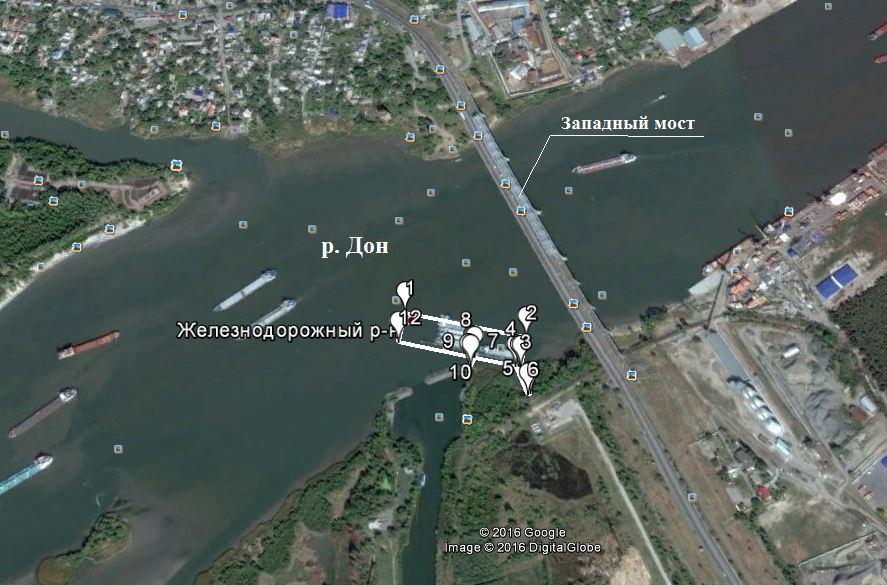 Западный мост
р. Дон
1
2
12
8
4
Железнодорожный р-н
9
7
3
10
5
6
© 2016 Google
Image © 2016 DigitalGlobe